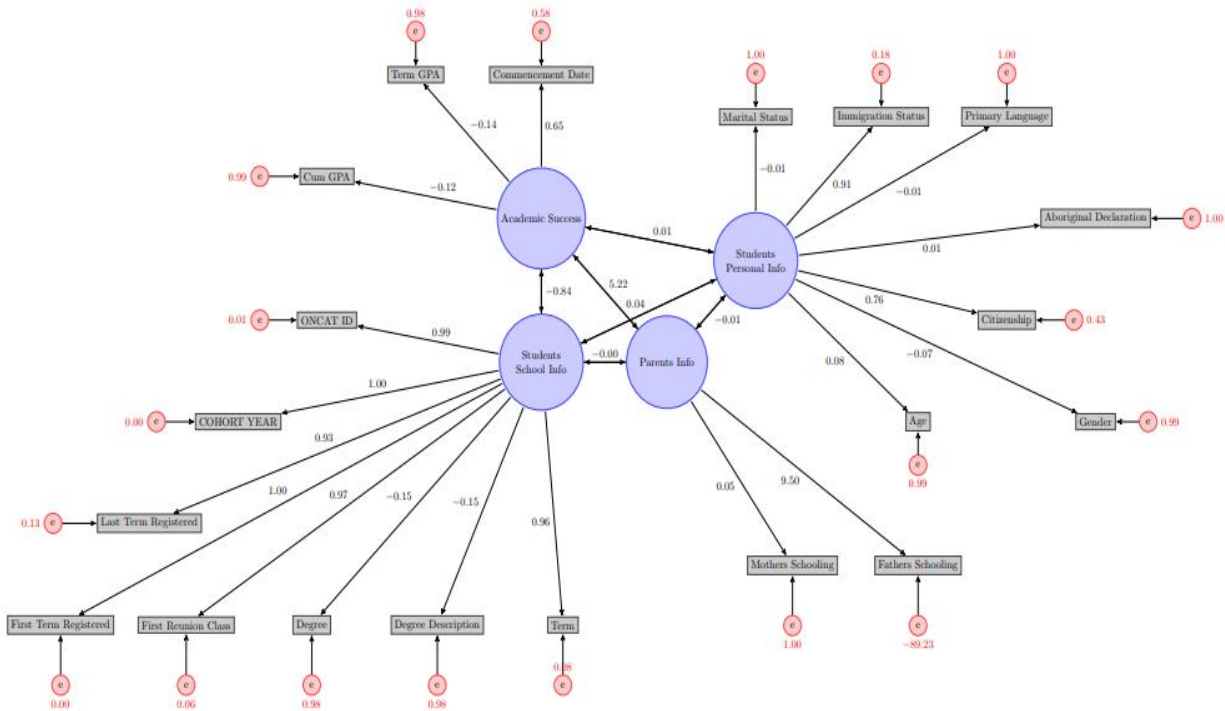 0.98
0.58
e
e
Term GPA
Commencement Date
1.00
0.18
1.00
e
e
e
Marital Status
Immigration Status
Primary Language
−0.14
0.65
−0.01
0.91
−0.01
0.99
e
Cum GPA
−0.12
Academic Success
Aboriginal Declaration
e
1.00
0.01
0.01
Students
Personal Info
5.22
−0.84
0.04
−0.01
0.76
Citizenship
e
0.43
0.01
e
ONCAT ID
0.99
−0.07
Students
School Info
−0.00
Parents Info
0.08
1.00
0.00
e
COHORT YEAR
Age
Gender
e
0.99
0.93
e
0.99
1.00
0.97
−0.15
−0.15
0.05
9.50
0.13
e
Last Term Registered
0.96
Mothers Schooling
Fathers Schooling
First Term Registered
First Reunion Class
Degree
Degree Description
Term
e
e
1.00
−89.23
0.08
e
e
e
e
e
0.00
0.06
0.98
0.98